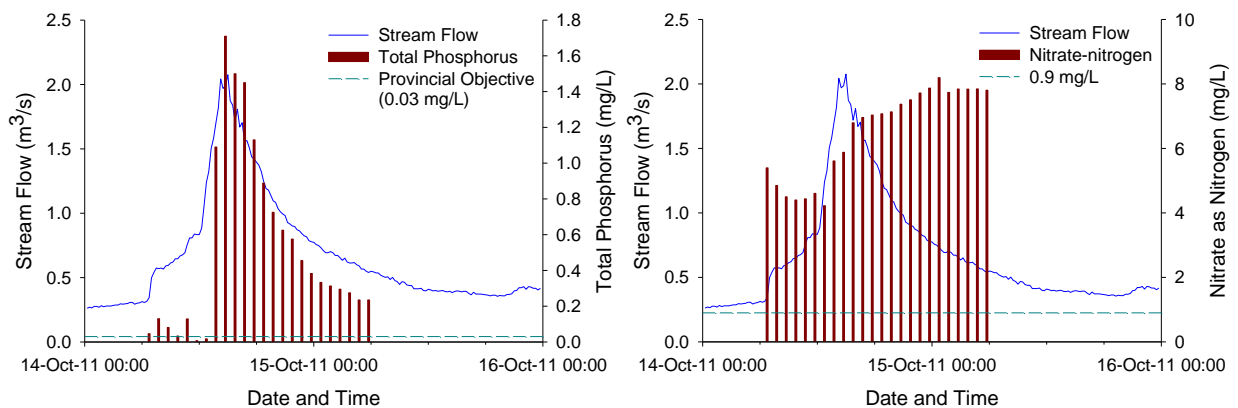 2.5
2.0
1.5
1.0
0.5
0.0
Stream Flow (m3/s)
1.8
1.6
1.4
1.2
1.0
0.8
0.6
0.4
0.2
0.0
Total Phosphorus (mg/L)
Stream Flow
Total Phosphorus
Provincial Objective
(0.03 mg/L)
14-Oct-11 00:00
15-Oct-11 00:00
16-Oct-11 00:00
Date and Time
2.5
2.0
1.5
1.0
0.5
0.0
Stream Flow (m3/s)
10
8
6
4
2
0
Nitrate as Nitrogen (mg/L)
Stream Flow
Nitrate-nitrogen
0.9 mg/L
14-Oct-11 00:00
15-Oct-11 00:00
16-Oct-11 00:00
Date and Time